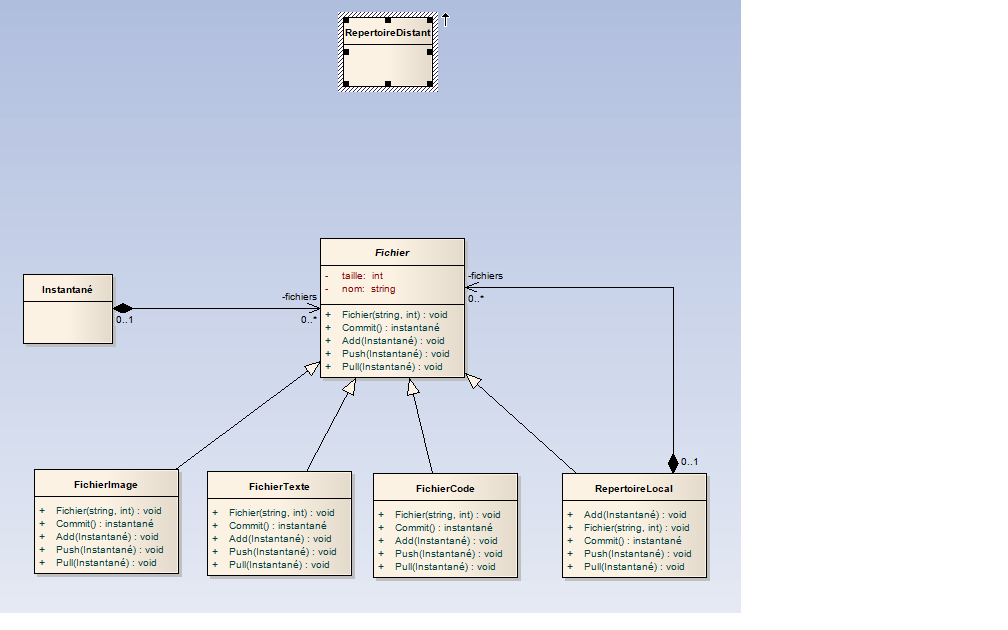 RepertoireDistant
Fichier
- taille: int
- nom: string
+ Fichier(string, int) : void
+ Commit() : instantané
+ Add(Instantané) : void
+ Push(Instantané) : void
+ Pull(Instantané) : void
Instantané
0..1
-fichiers
0..*
-fichiers
0..*
0..1
FichierImage
+ Fichier(string, int) : void
+ Commit() : instantané
+ Add(Instantané) : void
+ Push(Instantané) : void
+ Pull(Instantané) : void
FichierTexte
+ Fichier(string, int) : void
+ Commit() : instantané
+ Add(Instantané) : void
+ Push(Instantané) : void
+ Pull(Instantané) : void
FichierCode
+ Fichier(string, int) : void
+ Commit() : instantané
+ Add(Instantané) : void
+ Push(Instantané) : void
+ Pull(Instantané) : void
RepertoireLocal
+ Add(Instantané) : void
+ Fichier(string, int) : void
+ Commit() : instantané
+ Push(Instantané) : void
+ Pull(Instantané) : void